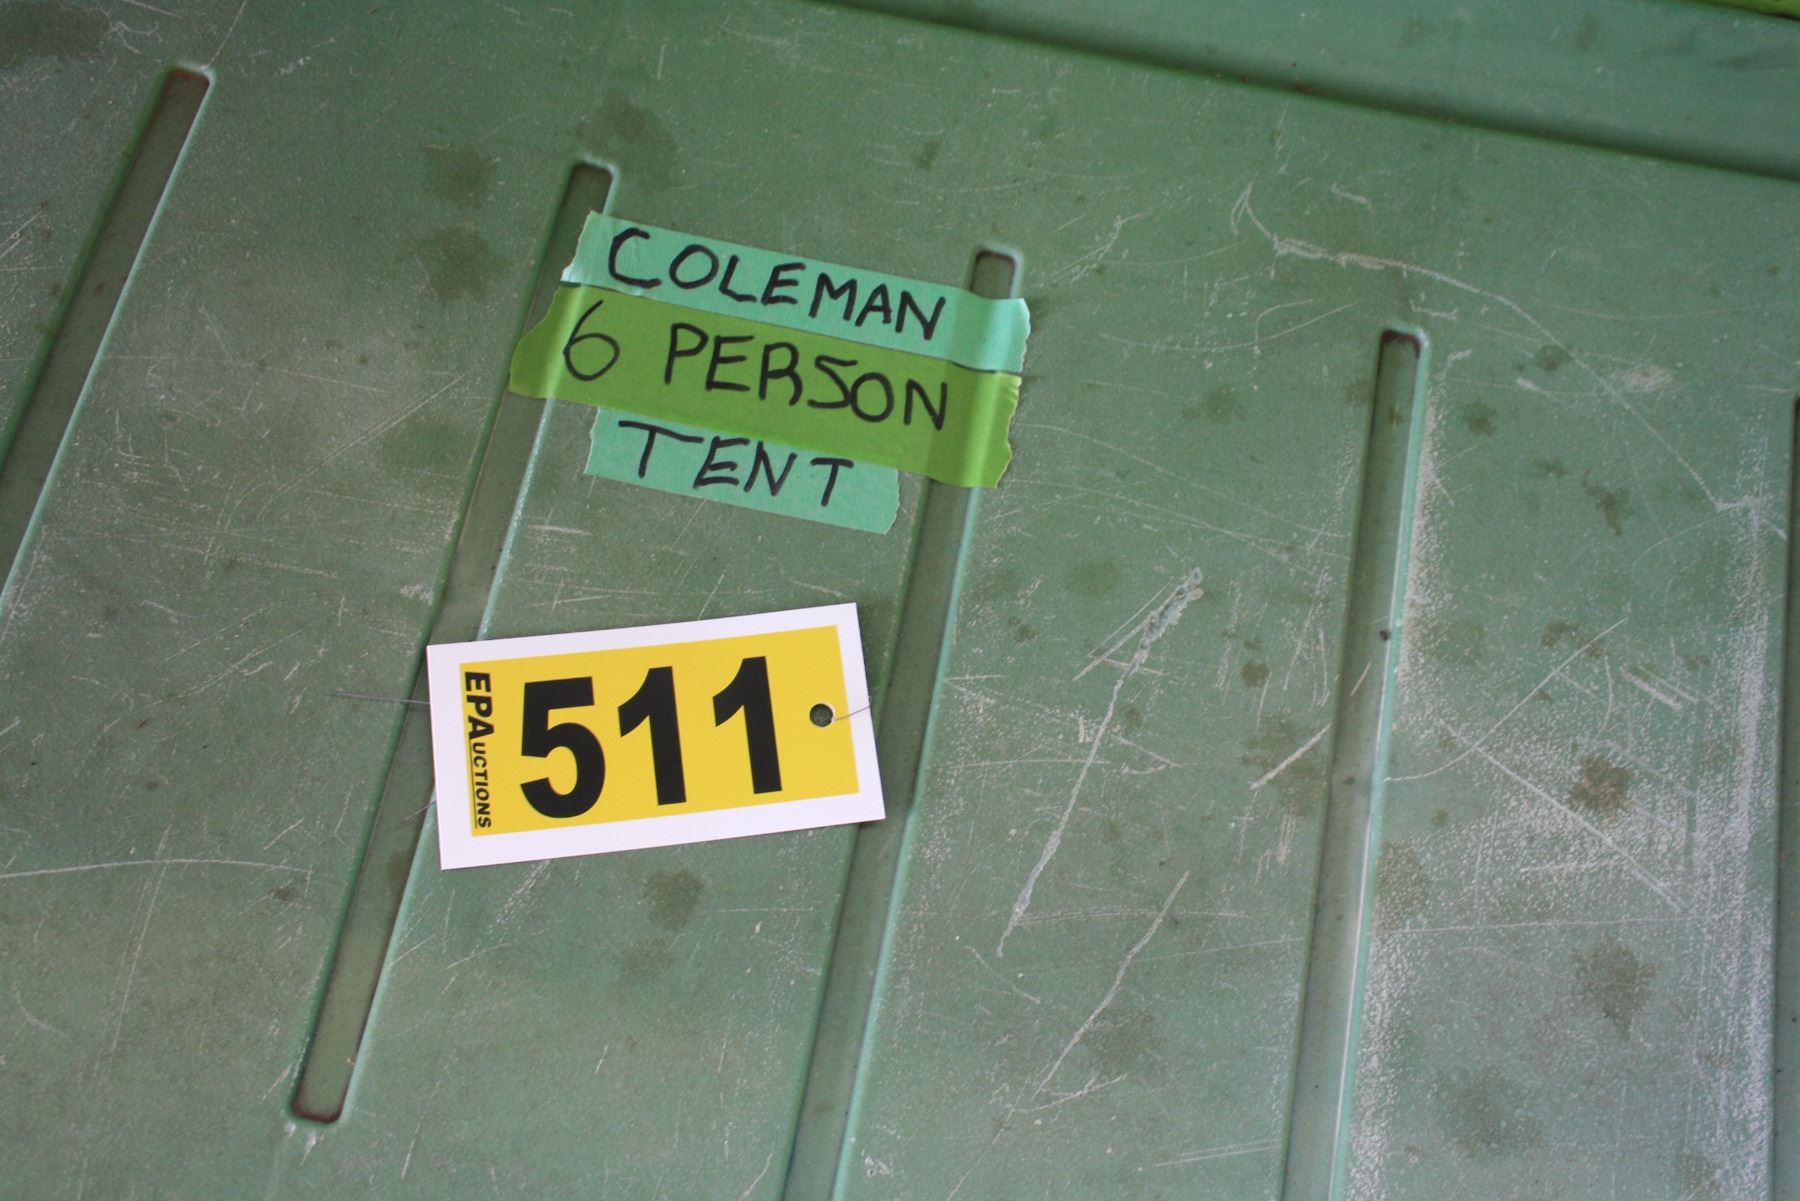 COLEMAN
6 PERSON
TENT
EPAUCTIONS
511